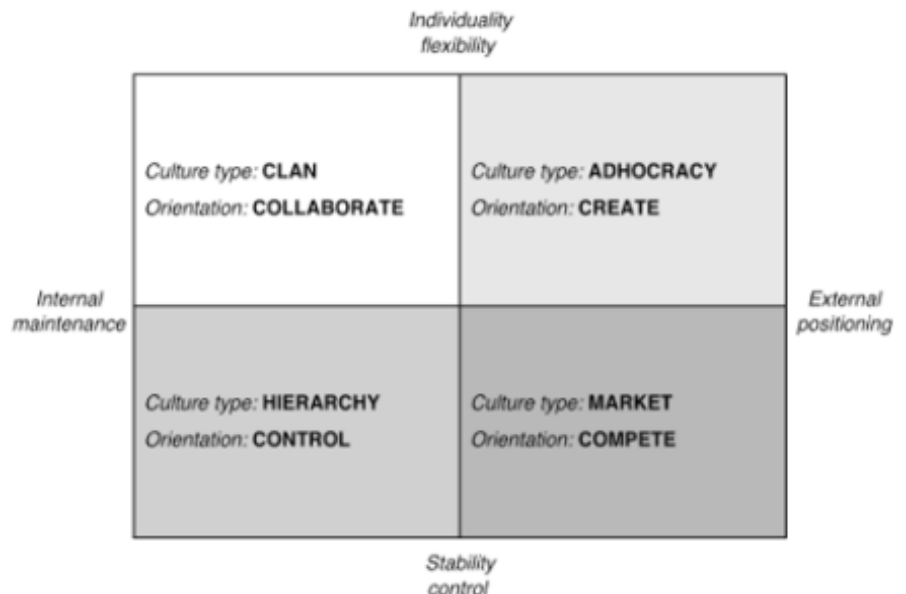 Individuality
flexibility
Culture type: CLAN
Orientation: COLLABORATE
Culture type: ADHOCRACY
Orientation: CREATE
Internal
maintenance
External
positioning
Culture type: HIERARCHY
Orientation: CONTROL
Culture type: MARKET
Orientation: COMPETE
Stability
control